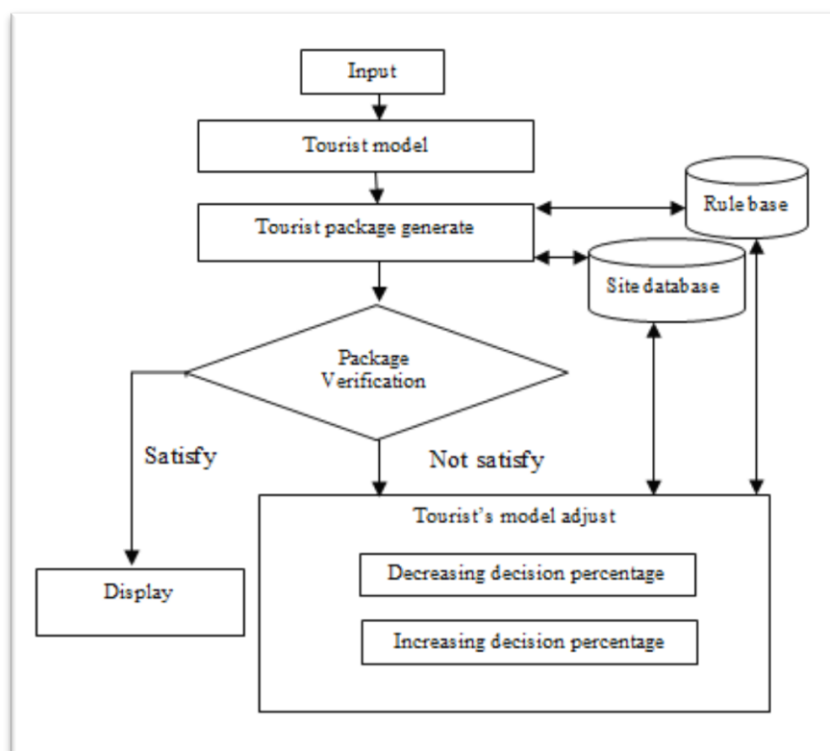 Input
Tourist model
Tourist package generate
Rule base
Site database
Package
Verification
Satisfy
Not satisfy
Tourist's model adjust
Decreasing decision percentage
Display
Increasing decision percentage